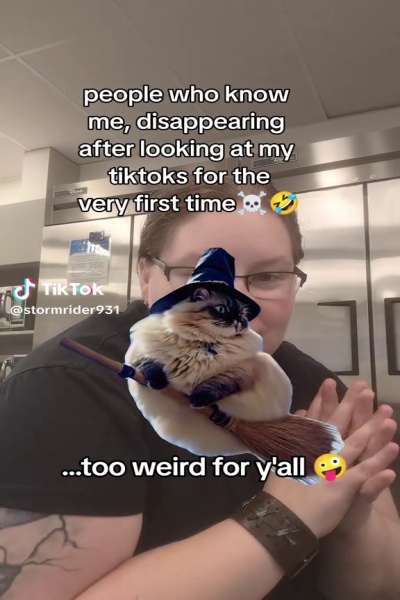 people who know
me, disappearing
after looking at my
tiktoks for the
very first time☠️🤣
TikTok
@stormrider931
...too weird for y'all 🤪